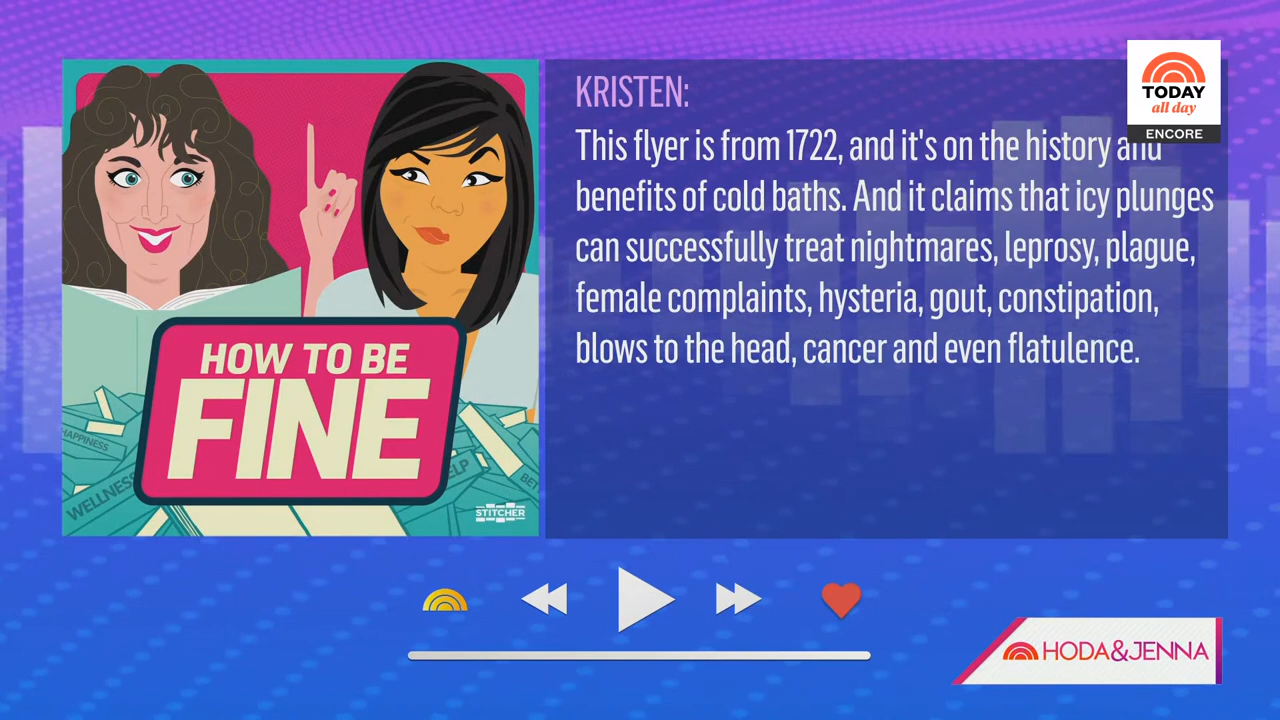 KRISTEN:
This flyer is from 1722, and it's on the history and
benefits of cold baths. And it claims that icy plunges
can successfully treat nightmares, leprosy, plague,
female complaints, hysteria, gout, constipation,
blows to the head, cancer and even flatulence.
TODAY
all day
ENCORE
HOW TO BE
FINE
HAPPINESS
WELLNESS
ELP
BE
STITCHER
HODA&JENNA